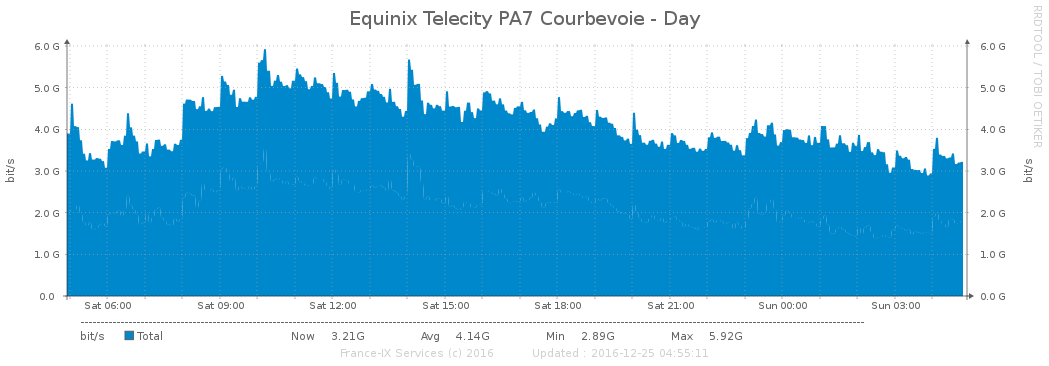 Equinix Telecity PA7 Courbevoie - Day
RRDTOOL / TOBI OETIKER
6.0 G 6.0 G
5.0 G 5.0 G
4.0 G 4.0 G
3.0 G 3.0 G
2.0 G 2.0 G
1.0 G 1.0 G
0.0 0.0 G
bit/s bit/s
Sat 06:00 Sat 09:00 Sat 12:00 Sat 15:00 Sat 18:00 Sat 21:00 Sun 00:00 Sun 03:00
bit/s Total Now 3.21G Avg 4.14G Min 2.89G Max 5.92G
France-IX Services (c) 2016 Updated : 2016-12-25 04:55:11